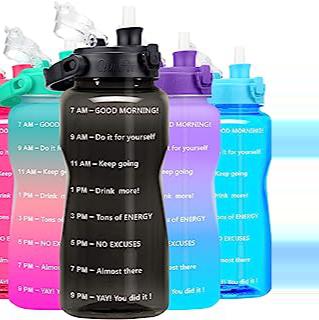 7 AM – GOOD MORNING!
9 AM – Do it for yourself
11 AM – Keep going
1 PM – Drink more!
3 PM – Tons of ENERGY
5 PM – NO EXCUSES
7 PM – Almost there
9 PM – YAY! You did it !